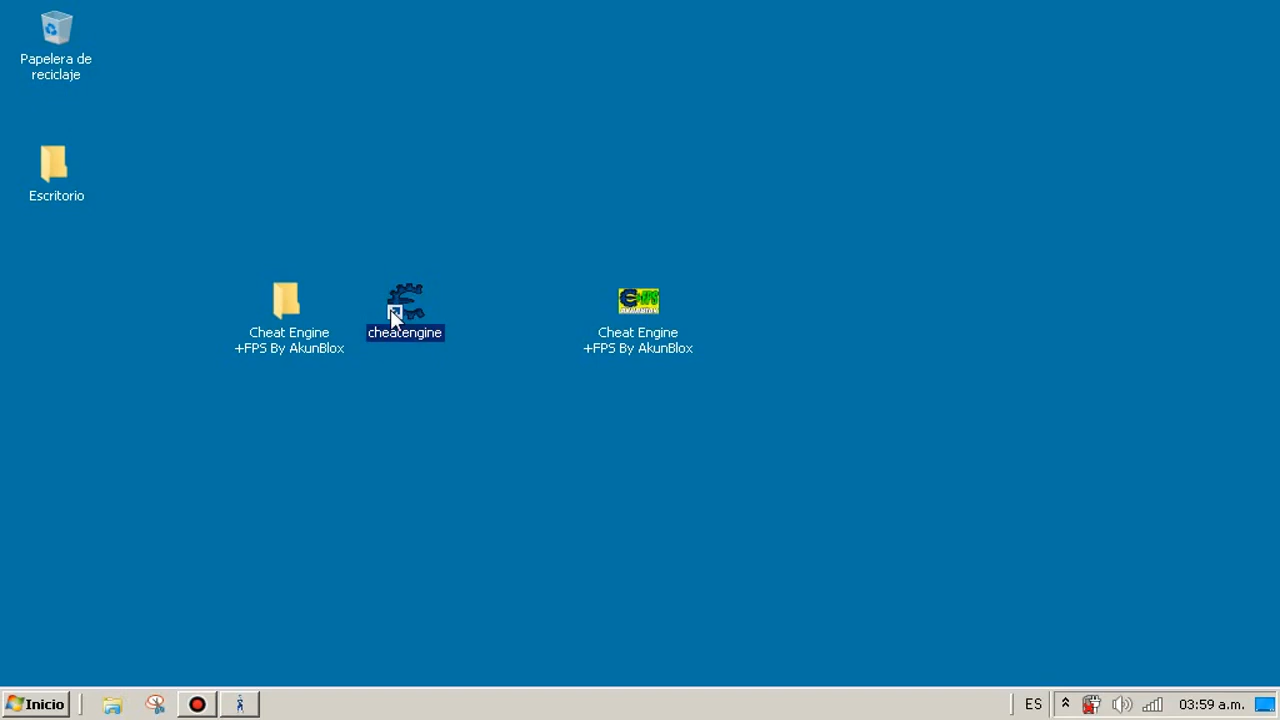 Papelera de
reciclaje
Escritorio
Cheat Engine
+FPS By AkunBlox
cheatengine
Cheat Engine
+FPS By AkunBlox
Inicio
ES
03:59 a.m.